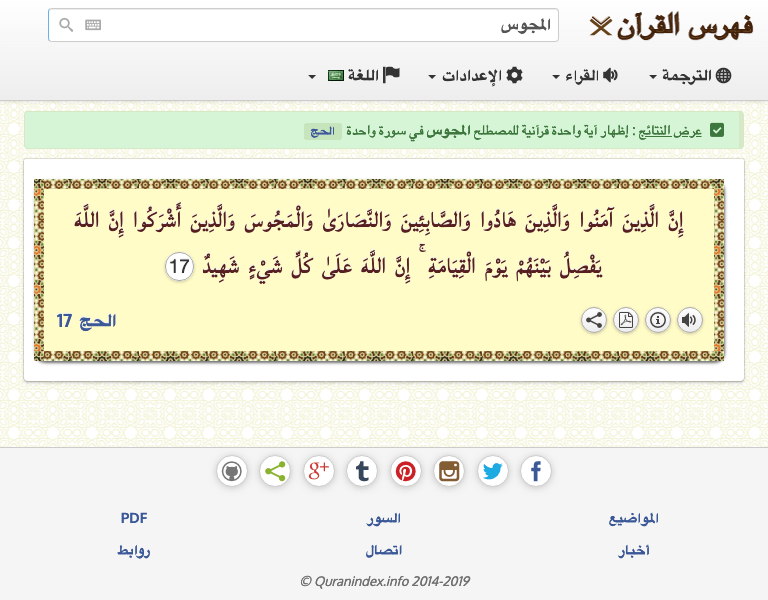 فهرس القرآن
المجوس
الترجمة
القراء
الإعدادات
اللغة
عرض النتائج : إظهار آية واحدة قرآنية للمصطلح المجوس في سورة واحدة الحج
إِنَّ الَّذِينَ آمَنُوا وَالَّذِينَ هَادُوا وَالصَّابِئِينَ وَالنَّصَارَىٰ وَالْمَجُوسَ وَالَّذِينَ أَشْرَكُوا إِنَّ اللَّهَ
يَفْصِلُ بَيْنَهُمْ يَوْمَ الْقِيَامَةِ ۚ إِنَّ اللَّهَ عَلَىٰ كُلِّ شَيْءٍ شَهِيدٌ 17
الحج 17
المواضيع
السور
PDF
أخبار
اتصال
روابط
© Quranindex.info 2014-2019